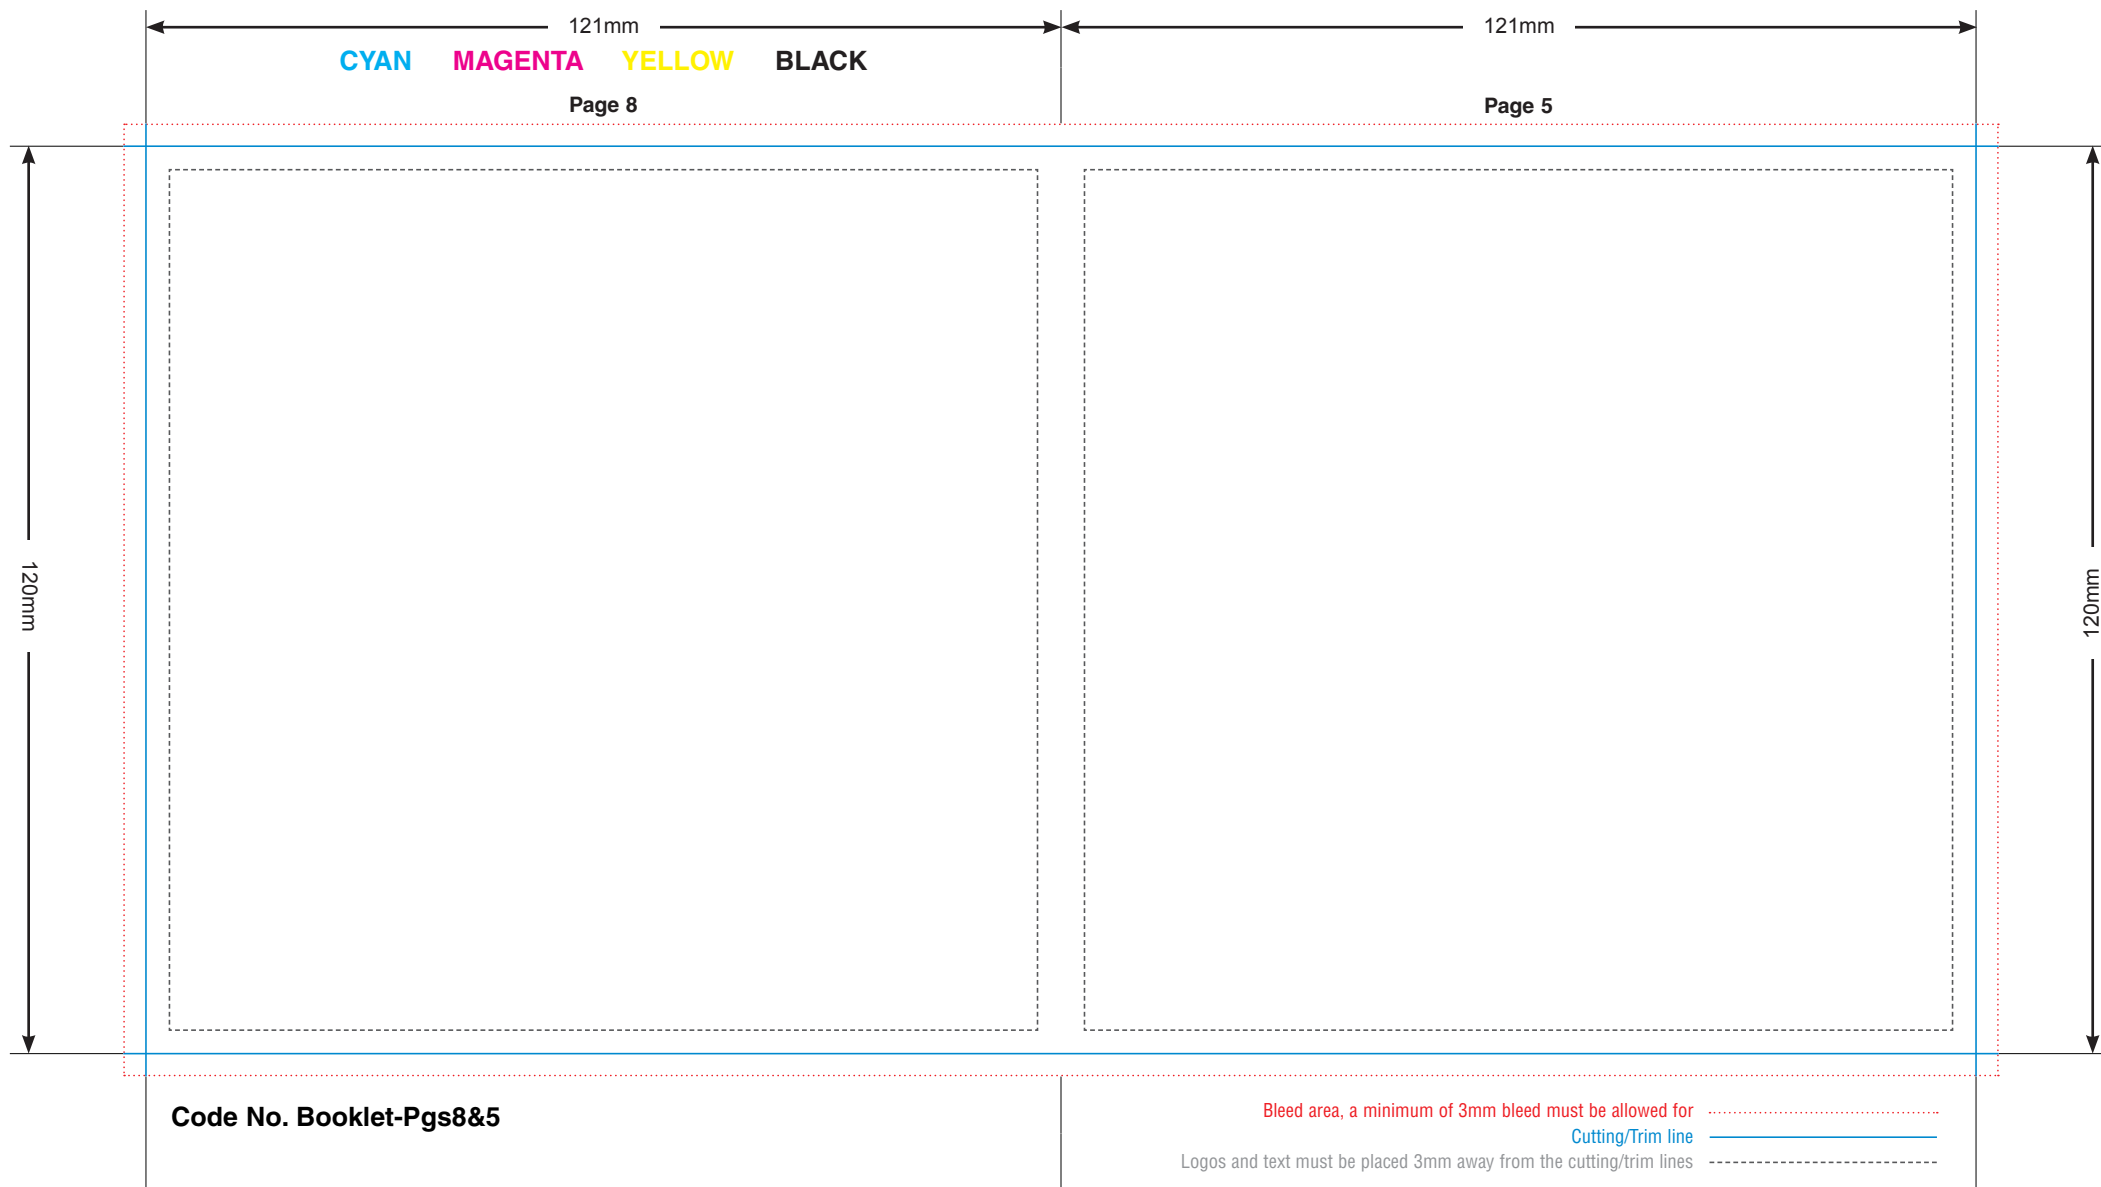 121mm
121mm
CYAN MAGENTA YELLOW BLACK
Page 8
Page 5
120mm
120mm
Code No. Booklet-Pgs8&5
Bleed area, a minimum of 3mm bleed must be allowed for
Cutting/Trim line
Logos and text must be placed 3mm away from the cutting/trim lines